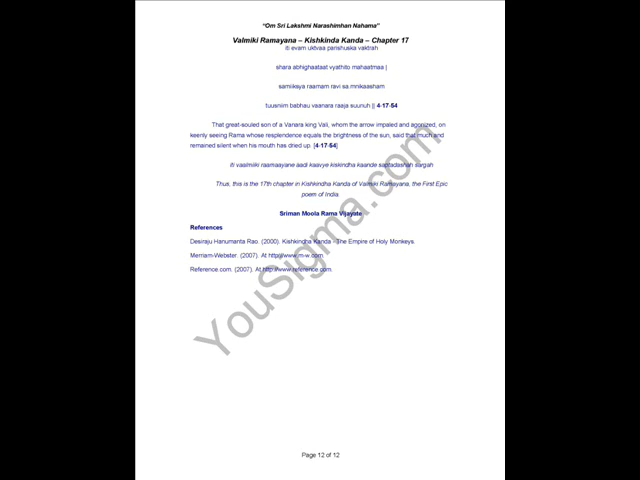 "Om Sri Lakshmi Narashimhan Nahama"
Valmiki Ramayana – Kishkinda Kanda – Chapter 17
iti evam uktvaa parishuska vaktrah
shara abhighaataat vyathito mahaatmaa |
samiiksya raamam ravi sa.mnikaasham
tuusniim babhau vaanara raaja suunuh || 4-17-54
That great-souled son of a Vanara king Vali, whom the arrow impaled and agonized, on
keenly seeing Rama whose resplendence equals the brightness of the sun, said that much and
remained silent when his mouth has dried up. [4-17-54]
iti vaalmiiki raamaayane aadi kaavye kiskindha kaande saptadashah sargah
Thus, this is the 17th chapter in Kishkindha Kanda of Valmiki Ramayana, the First Epic
poem of India.
Sriman Moola Rama Vijayate
References
Desiraju Hanumanta Rao. (2000). Kishkindha Kanda - The Empire of Holy Monkeys.
Merriam-Webster. (2007). At http://www.m-w.com.
Reference.com. (2007). At http://www.reference.com.
YouSigma.com
Page 12 of 12